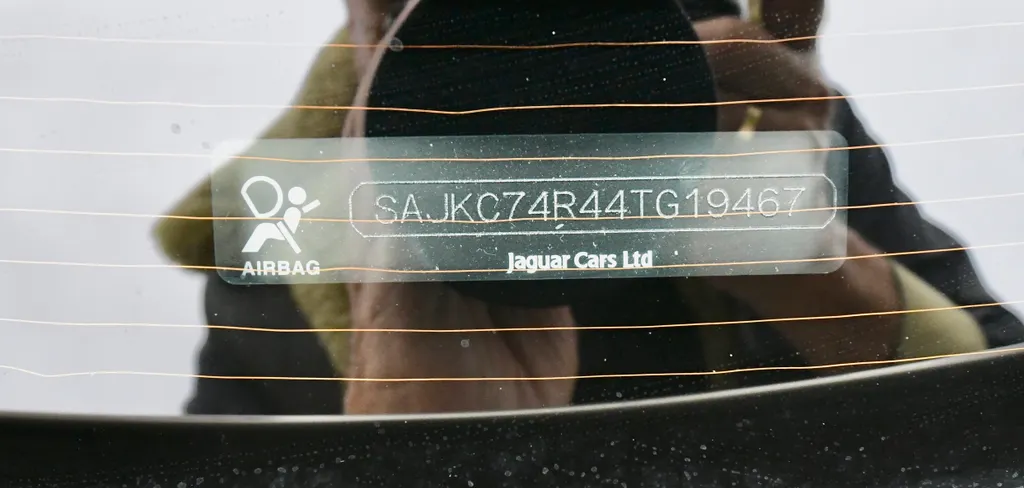 SAJKC74R44TG19467
AIRBAG
Jaguar Cars Ltd